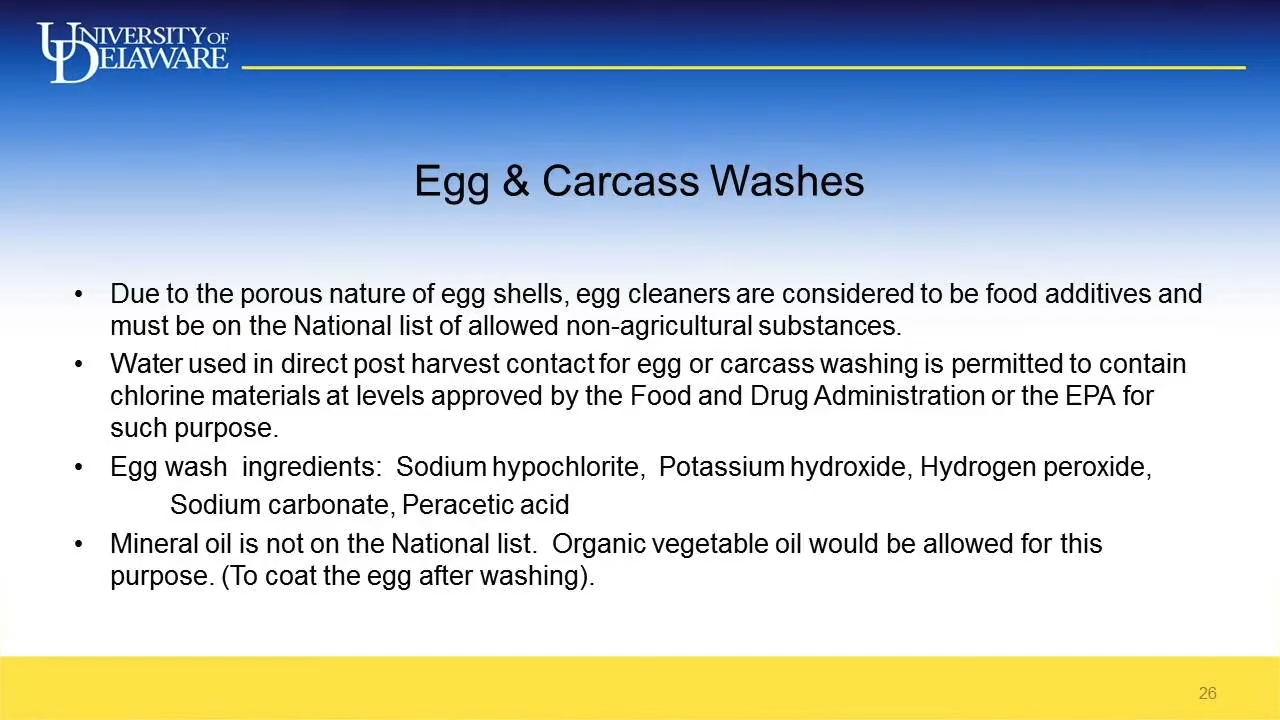 UNIVERSITY OF
DELAWARE
Egg & Carcass Washes
• Due to the porous nature of egg shells, egg cleaners are considered to be food additives and
must be on the National list of allowed non-agricultural substances.
• Water used in direct post harvest contact for egg or carcass washing is permitted to contain
chlorine materials at levels approved by the Food and Drug Administration or the EPA for
such purpose.
• Egg wash  ingredients:  Sodium hypochlorite,  Potassium hydroxide, Hydrogen peroxide,
Sodium carbonate, Peracetic acid
• Mineral oil is not on the National list.  Organic vegetable oil would be allowed for this
purpose. (To coat the egg after washing).
26